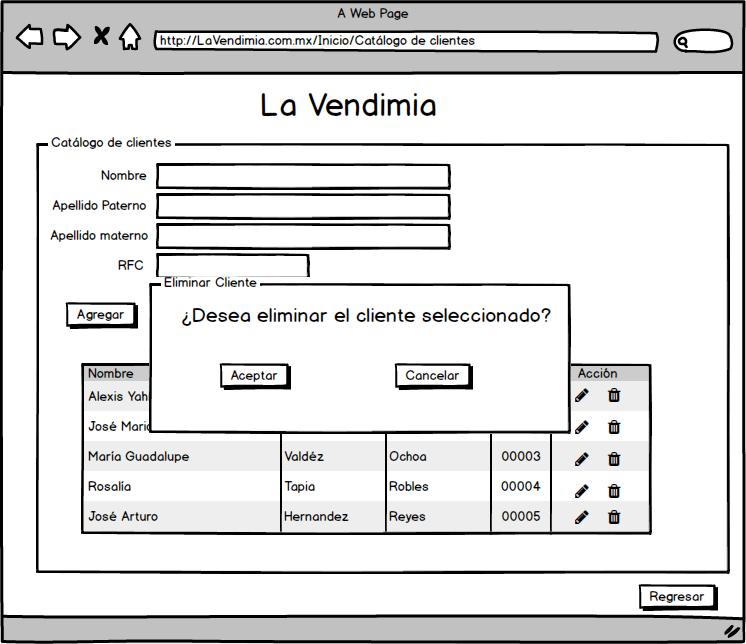 A Web Page
http://LaVendimia.com.mx/Inicio/Catálogo de clientes
La Vendimia
Catálogo de clientes
Nombre
Apellido Paterno
Apellido materno
RFC
Eliminar Cliente
¿Desea eliminar el cliente seleccionado?
Agregar
Aceptar Cancelar
Nombre Acción
Alexis
José
María Guadalupe Valdéz Ochoa 00003
Rosalía Tapia Robles 00004
José Arturo Hernandez Reyes 00005
Regresar